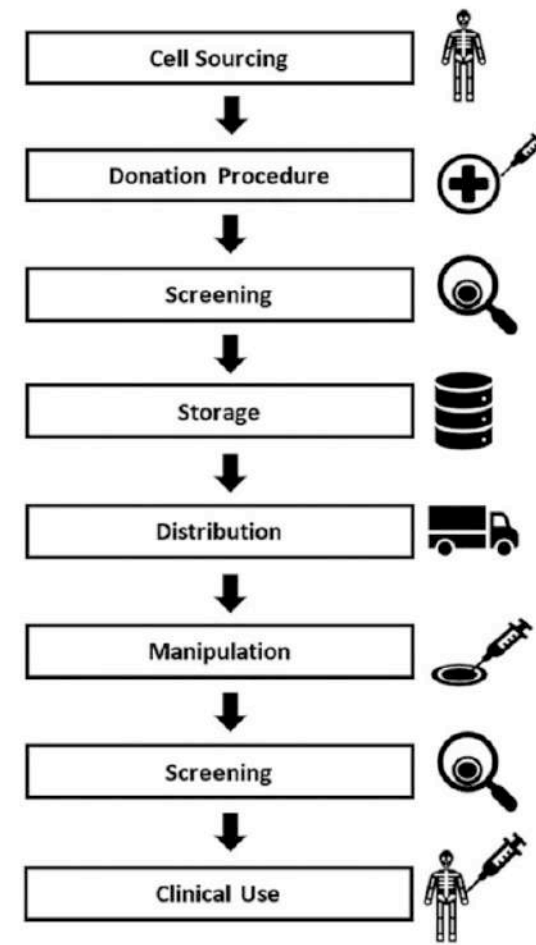 Cell Sourcing
Donation Procedure
Screening
Storage
Distribution
Manipulation
Screening
Clinical Use